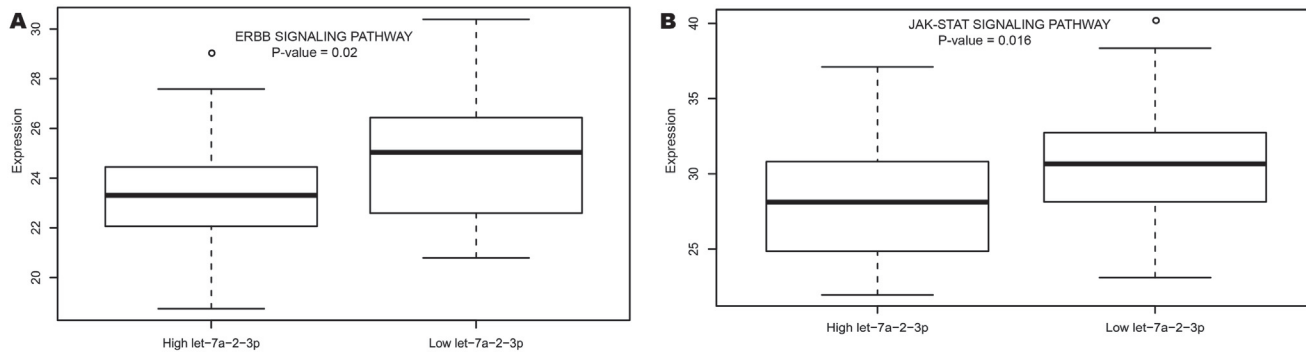 A
ERBB SIGNALING PATHWAY
P-value = 0.02
Expression
30
28
26
24
22
20
High let−7a−2−3p
Low let−7a−2−3p
B
JAK-STAT SIGNALING PATHWAY
P-value = 0.016
Expression
40
35
30
25
High let−7a−2−3p
Low let−7a−2−3p